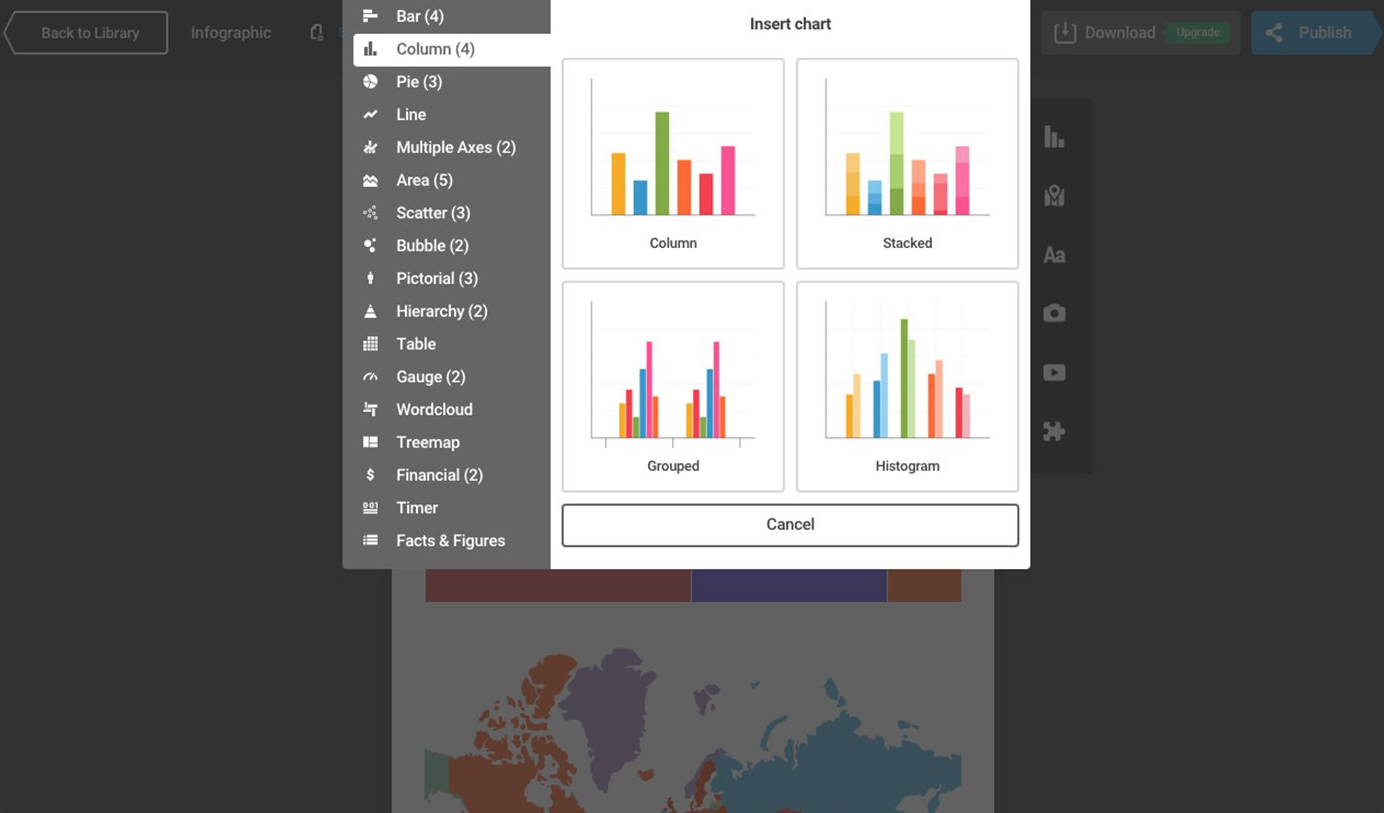 Back to Library
Infographic
Bar (4)
Column (4)
Pie (3)
Line
Multiple Axes (2)
Area (5)
Scatter (3)
Bubble (2)
Pictorial (3)
Hierarchy (2)
Table
Gauge (2)
Wordcloud
Treemap
Financial (2)
Timer
Facts & Figures
Insert chart
Column
Stacked
Grouped
Histogram
Cancel
Download Upgrade
Publish
Aa